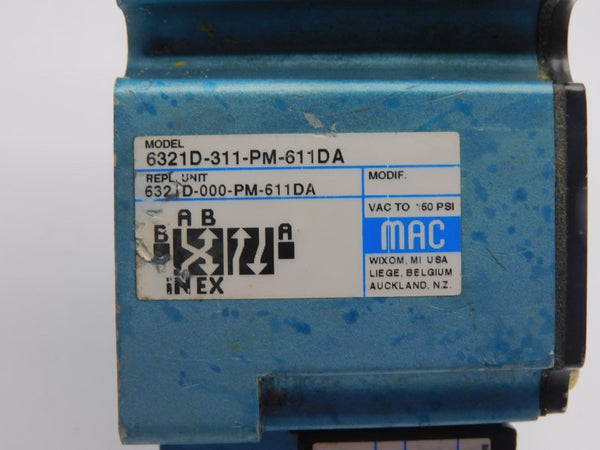 MODEL
6321D-311-PM-611DA
REPL. UNIT
6321D-000-PM-611DA
MODIF.
A B
B A
IN EX
VAC TO 150 PSI
MAC
WIXOM, MI USA
LIEGE, BELGIUM
AUCKLAND, N.Z.